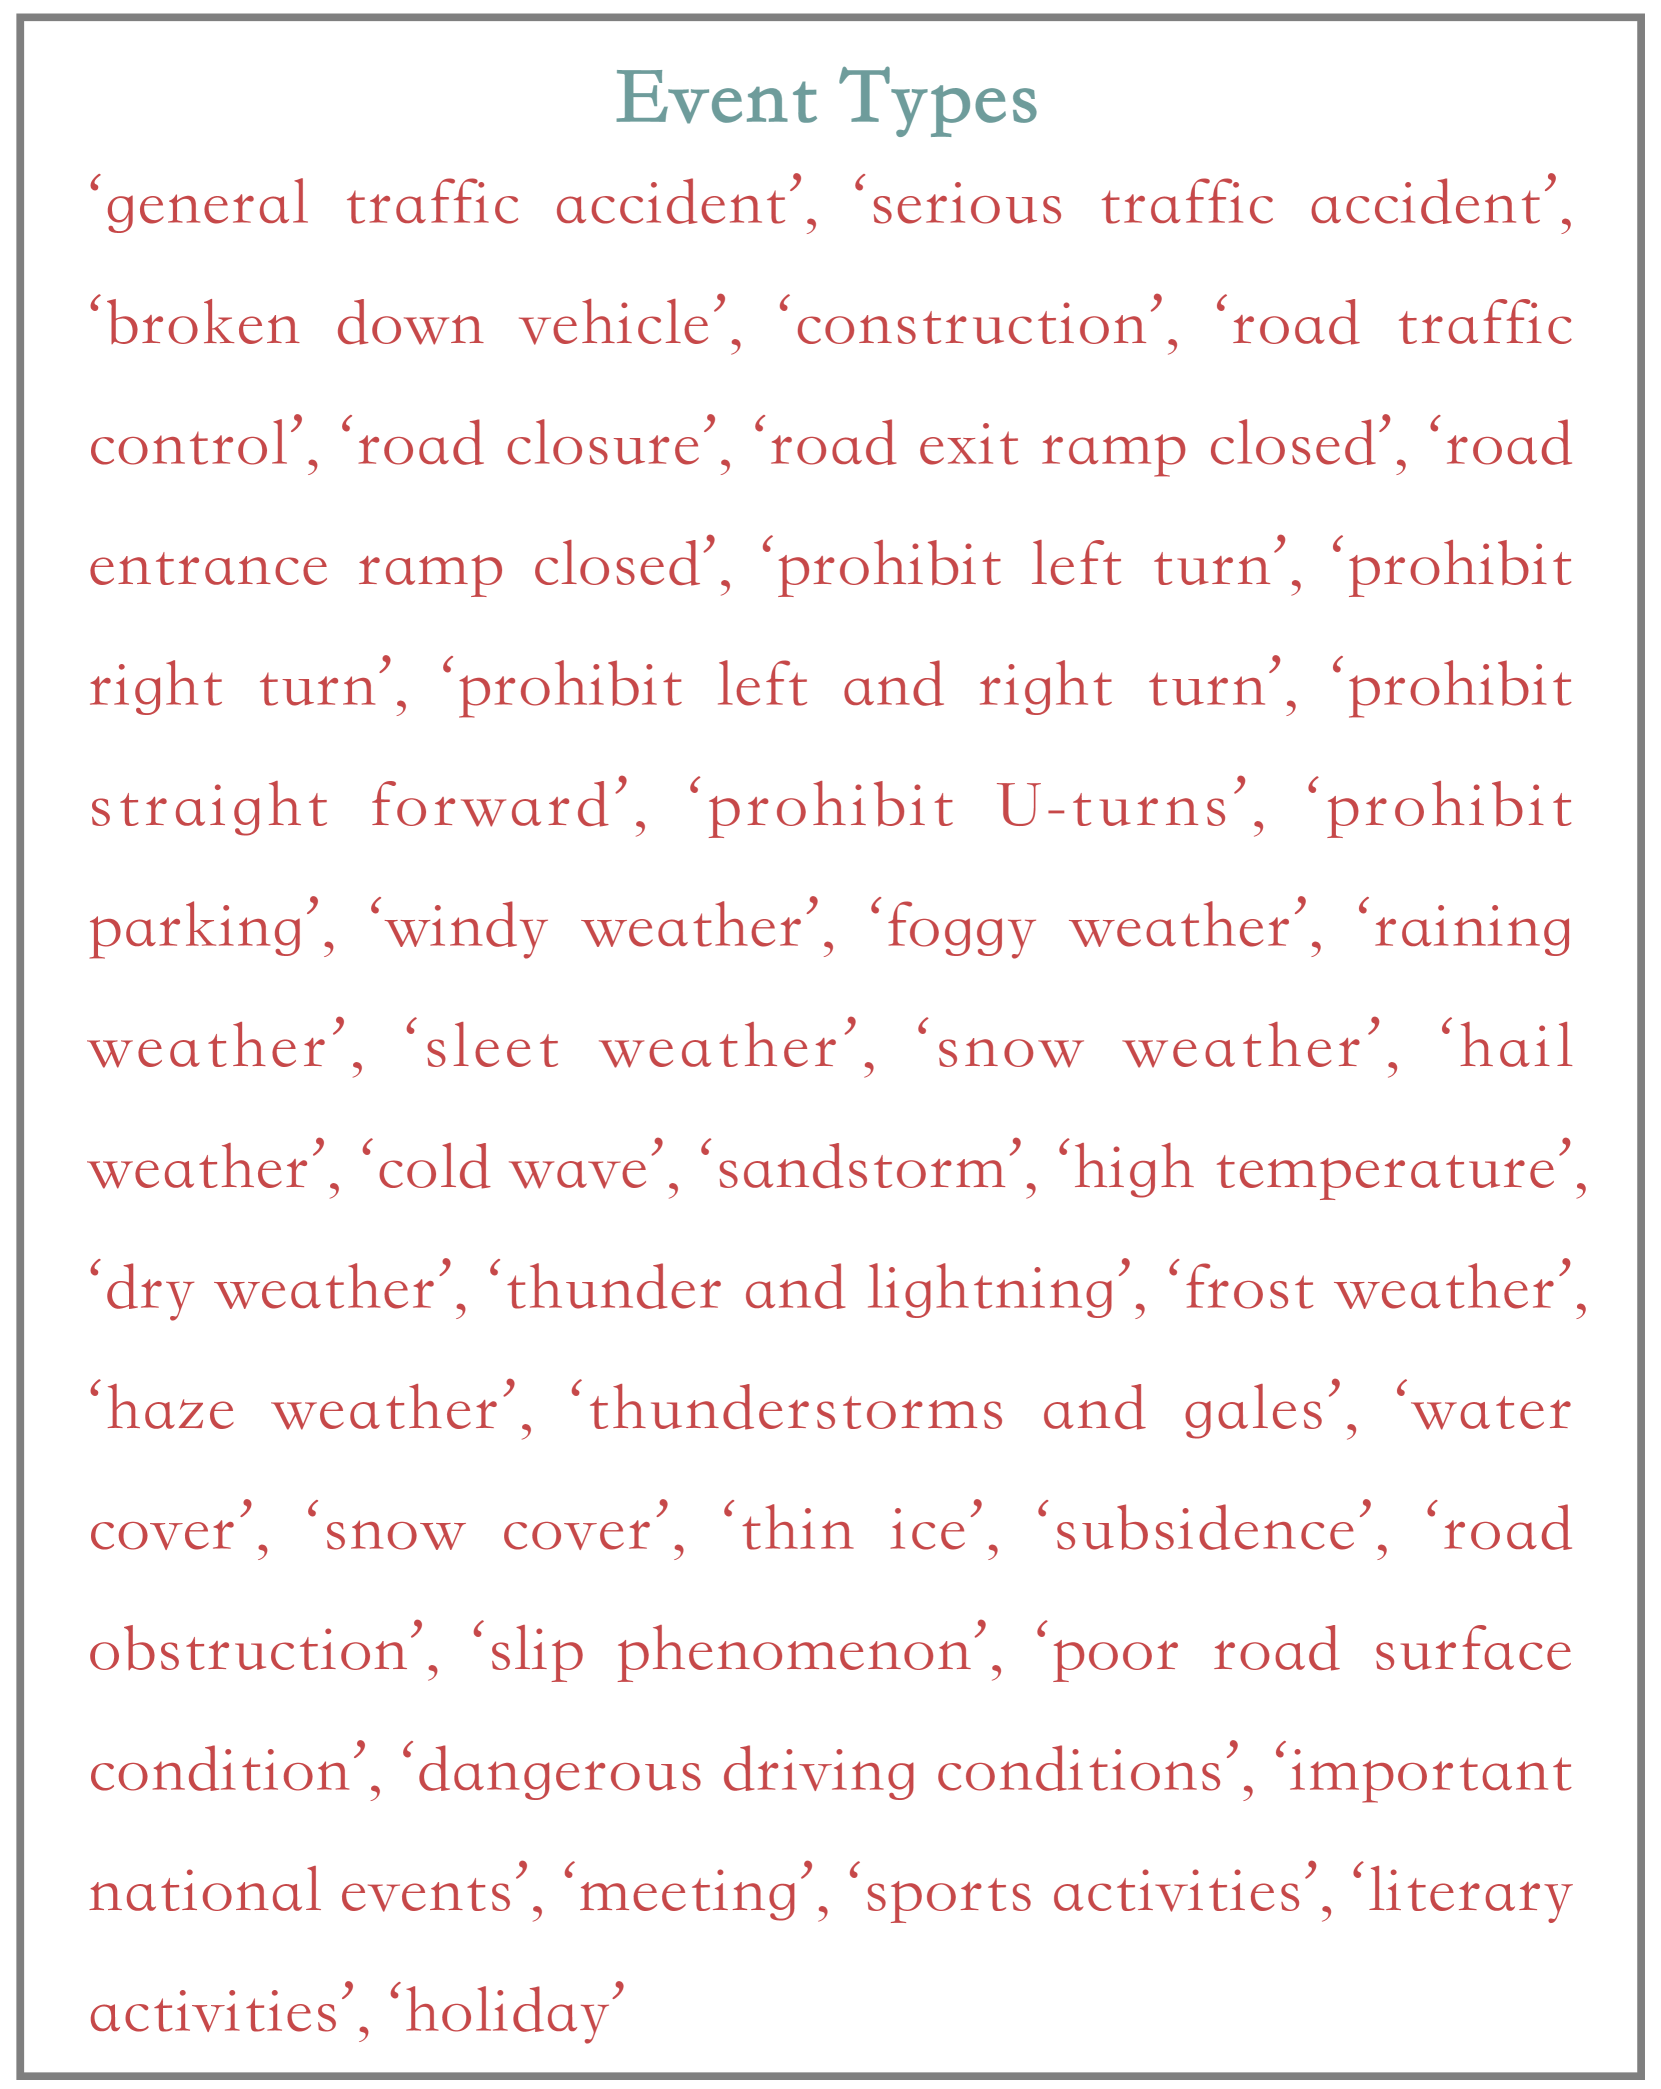 Event Types
‘general traffic accident’, ‘serious traffic accident’,
‘broken down vehicle’, ‘construction’, ‘road traffic
control’, ‘road closure’, ‘road exit ramp closed’, ‘road
entrance ramp closed’, ‘prohibit left turn’, ‘prohibit
right turn’, ‘prohibit left and right turn’, ‘prohibit
straight forward’, ‘prohibit U-turns’, ‘prohibit
parking’, ‘windy weather’, ‘foggy weather’, ‘raining
weather’, ‘sleet weather’, ‘snow weather’, ‘hail
weather’, ‘cold wave’, ‘sandstorm’, ‘high temperature’,
‘dry weather’, ‘thunder and lightning’, ‘frost weather’,
‘haze weather’, ‘thunderstorms and gales’, ‘water
cover’, ‘snow cover’, ‘thin ice’, ‘subsidence’, ‘road
obstruction’, ‘slip phenomenon’, ‘poor road surface
condition’, ‘dangerous driving conditions’, ‘important
national events’, ‘meeting’, ‘sports activities’, ‘literary
activities’, ‘holiday’